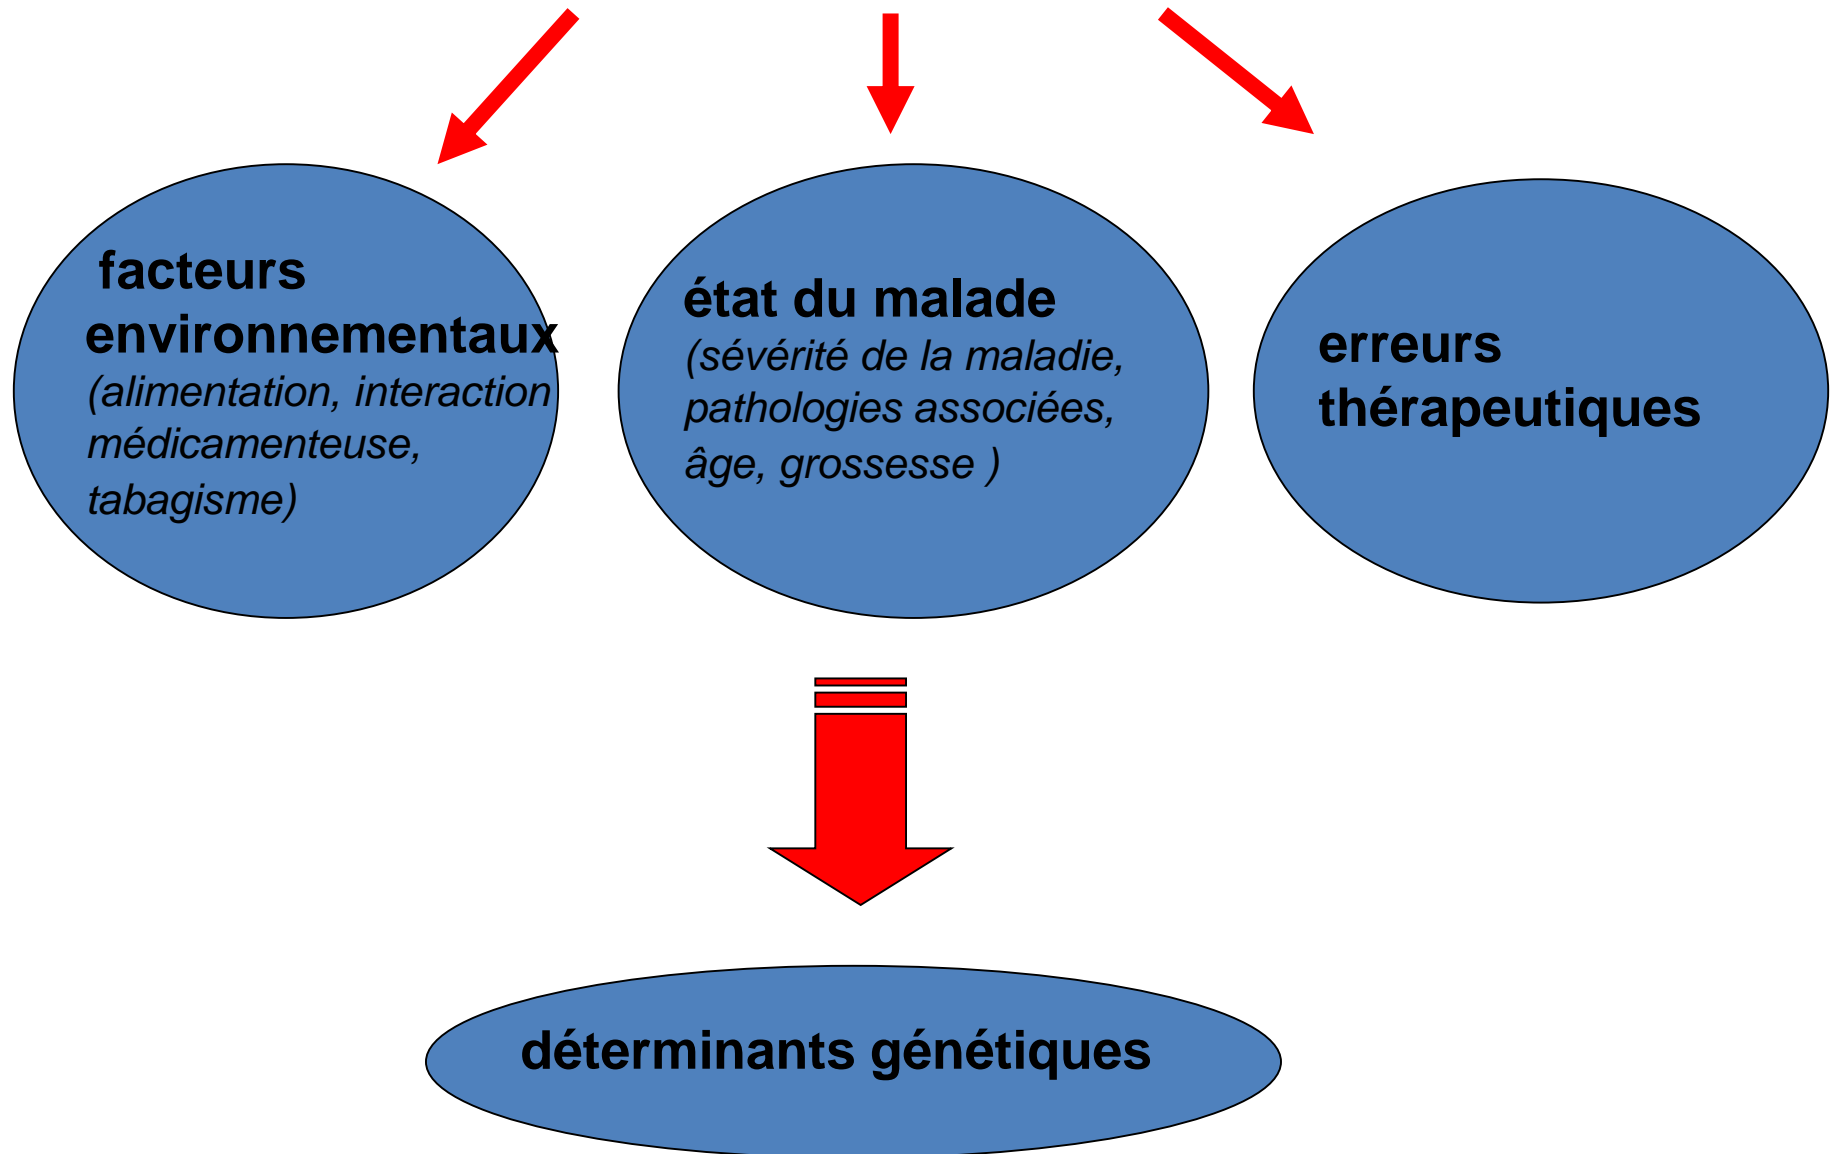 facteurs
environnementaux
(alimentation, interaction
médicamenteuse,
tabagisme)
état du malade
(sévérité de la maladie,
pathologies associées,
âge, grossesse )
erreurs
thérapeutiques
déterminants génétiques